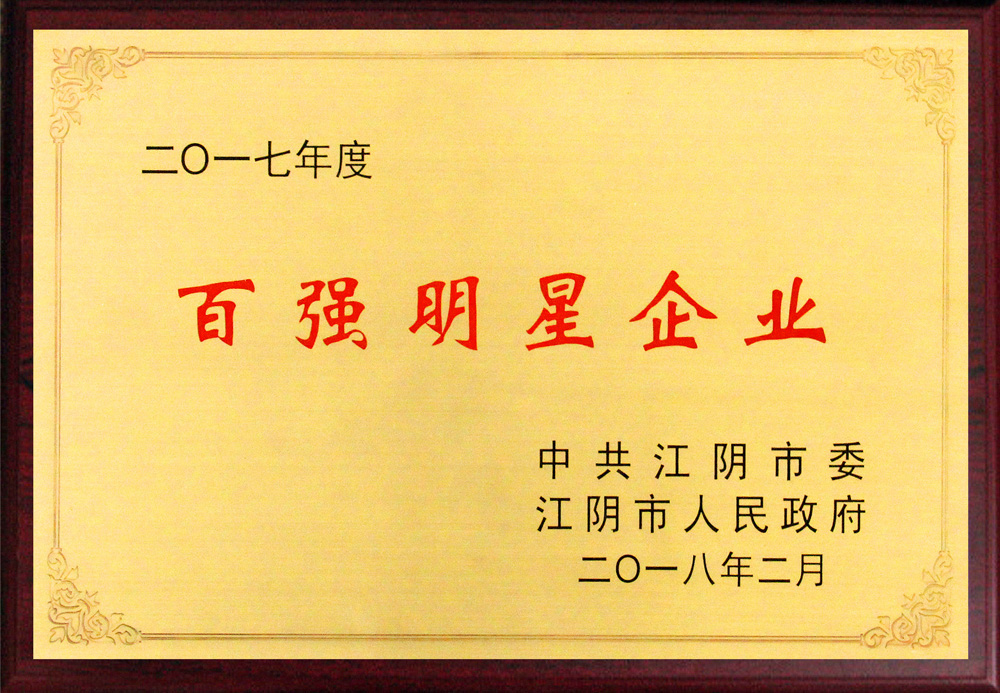 二〇一七年度
百强明星企业
中共江阴市委
江阴市人民政府
二〇一八年二月